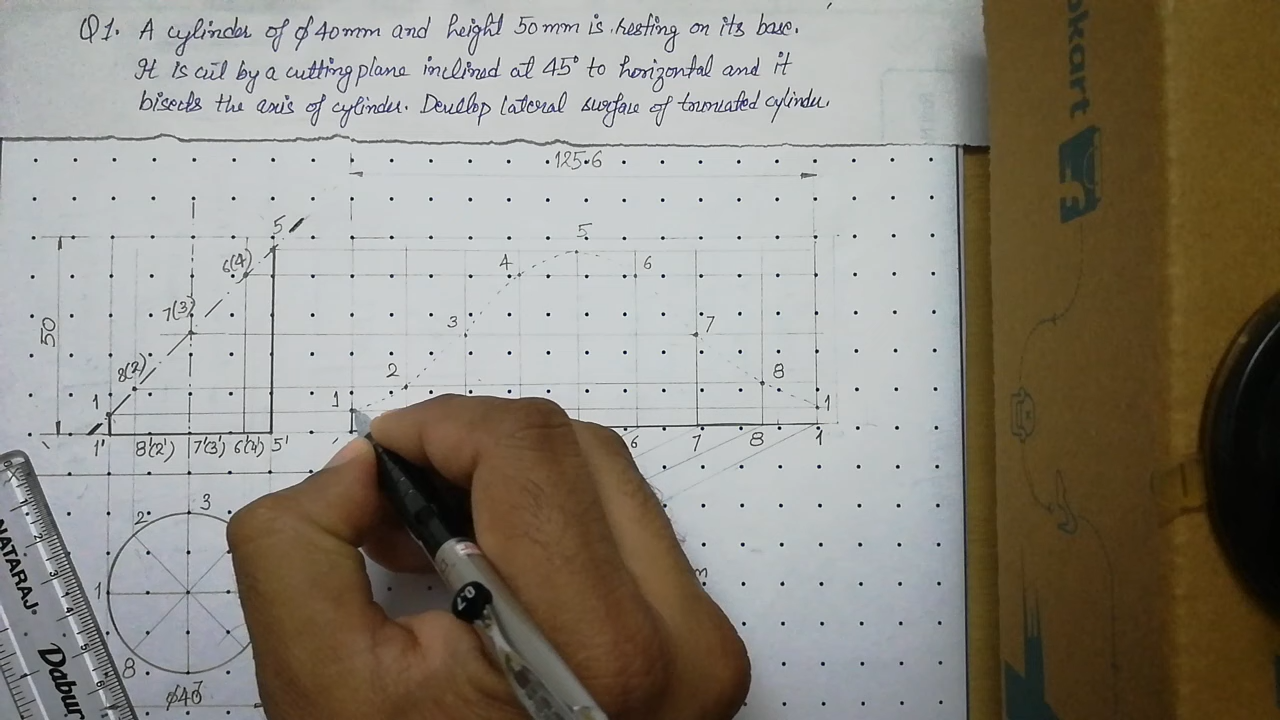 Q1. A cylinder of ϕ40mm and height 50mm is resting on its base.
It is cut by a cutting plane inclined at 45° to horizontal and it
bisects the axis of cylinder. Develop lateral surface of truncated cylinder.
125.6
5
5
6(4)
4
6
50
7(3)
3
7
8(2)
2
8
1
1
1
1' 8'(2') 7'(3') 6'(4') 5'
6 7 8 1
2
3
1
8
ϕ40
m
NATARAJ
Dabur
okart